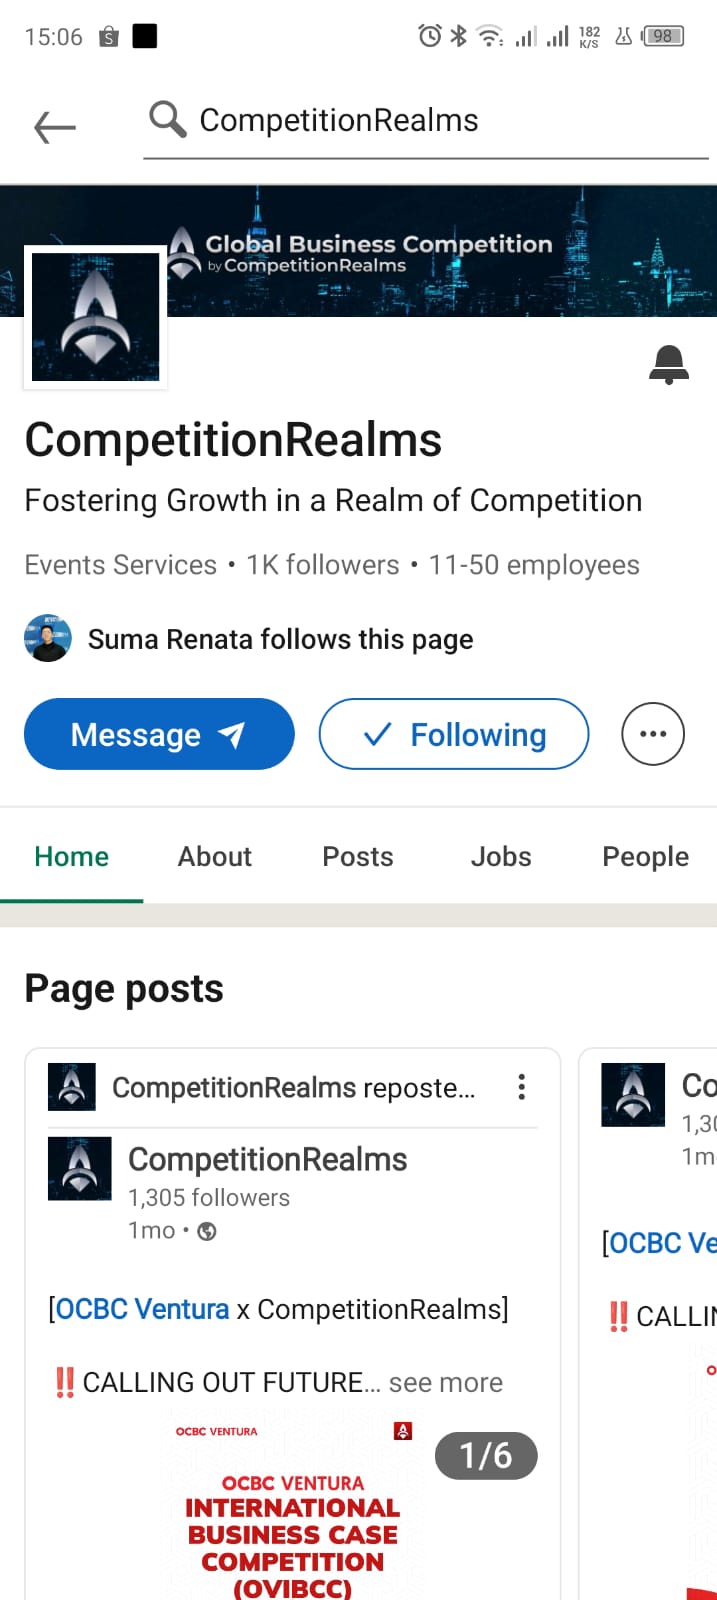 15:06
182
K/S
98
CompetitionRealms
Global Business Competition
by CompetitionRealms
CompetitionRealms
Fostering Growth in a Realm of Competition
Events Services • 1K followers • 11-50 employees
Suma Renata follows this page
Message
Following
Home About Posts Jobs People
Page posts
CompetitionRealms reposte...
CompetitionRealms
1,305 followers
1mo •
[OCBC Ventura x CompetitionRealms]
‼️CALLING OUT FUTURE... see more
OCBC VENTURA
1/6
OCBC VENTURA
INTERNATIONAL
BUSINESS CASE
COMPETITION
(OVIBCC)
Co
1,30
1m
[OCBC Ve
‼️CALLIN